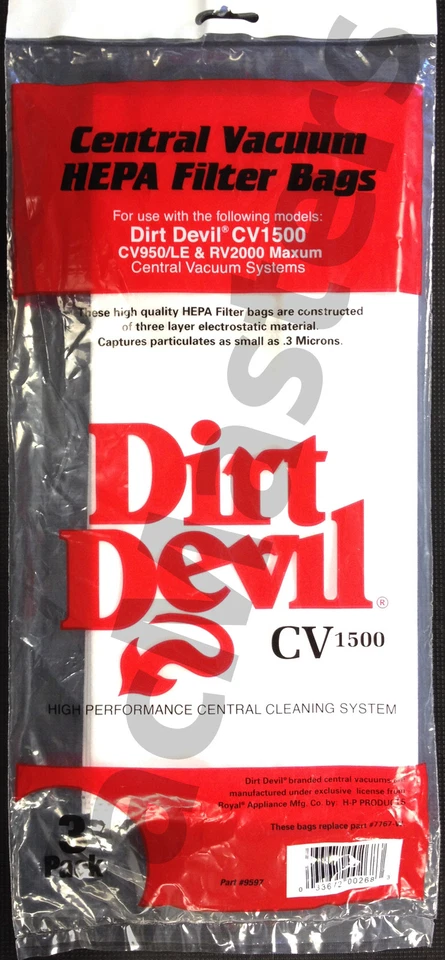 Central Vacuum
HEPA Filter Bags
For use with the following models:
Dirt Devil® CV1500
CV950/LE & RV2000 Maxum
Central Vacuum Systems
These high quality HEPA Filter bags are constructed
of three layer electrostatic material.
Captures particulates as small as .3 Microns.
Dirt
Devil®
CV1500
HIGH PERFORMANCE CENTRAL CLEANING SYSTEM
Dirt Devil® branded central vacuums
manufactured under exclusive license from
Royal® Appliance Mfg. Co. by: H-P PRODUCTS
These bags replace part
3
Pack
Part #9597
vacmasters